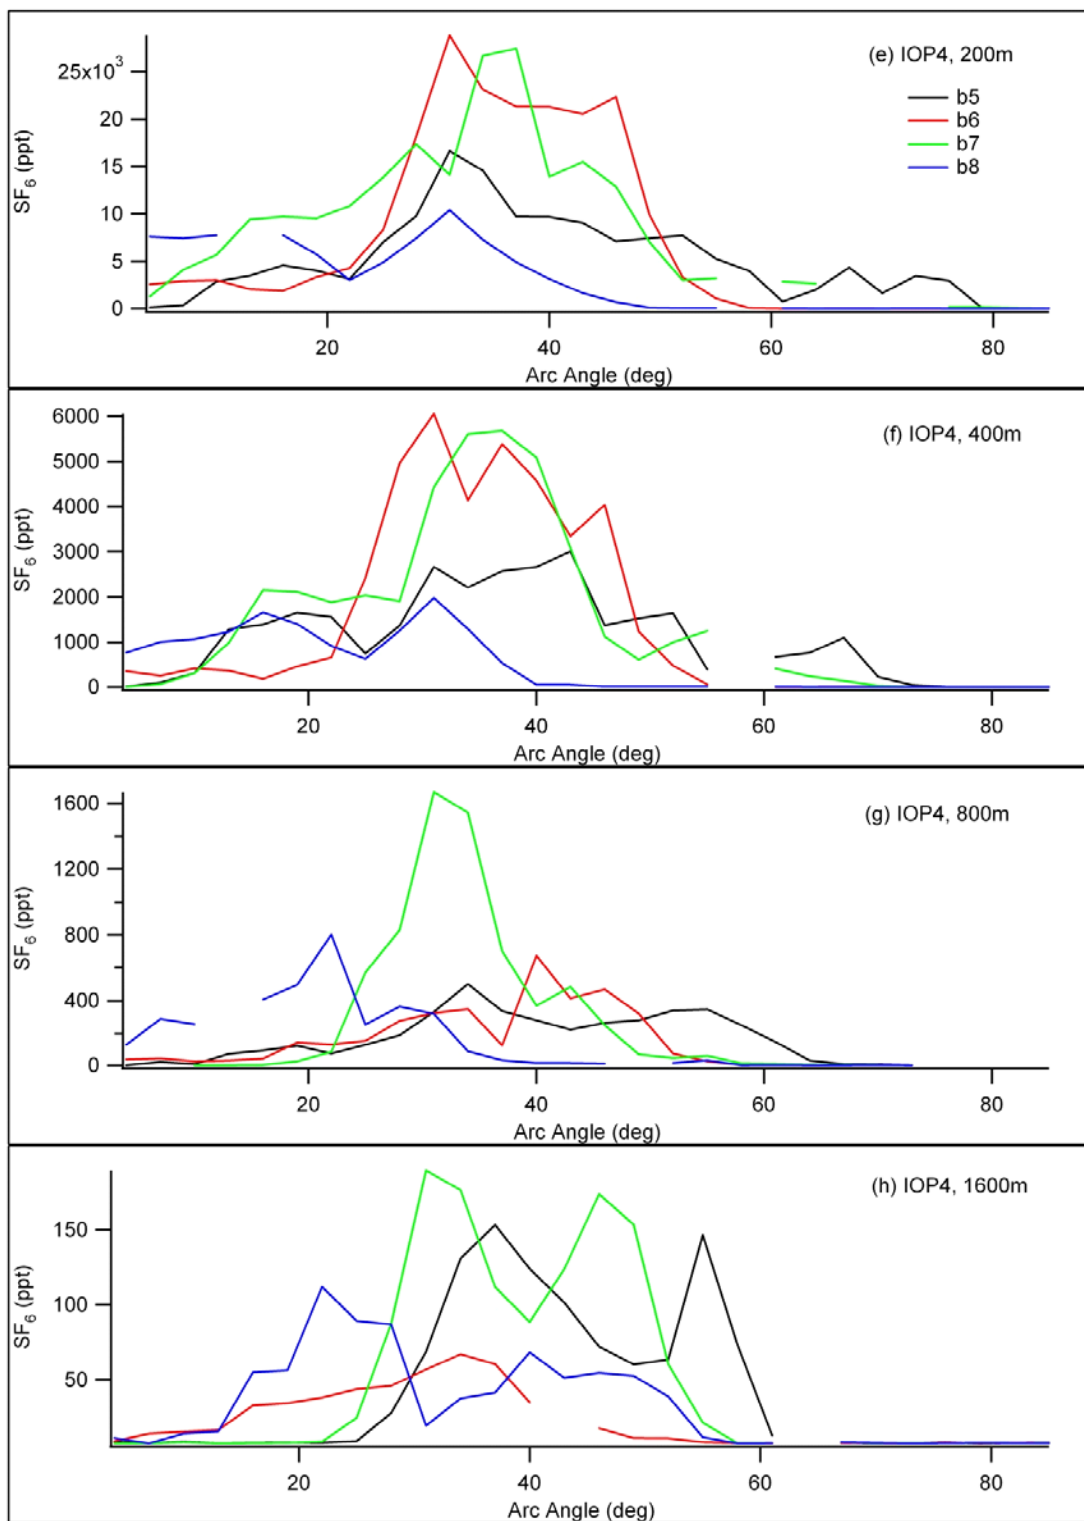 (e) IOP4, 200m
b5
b6
b7
b8
SF6 (ppt)
25x10³
20
15
10
5
0
20
40
60
80
Arc Angle (deg)
(f) IOP4, 400m
SF6 (ppt)
6000
5000
4000
3000
2000
1000
0
20
40
60
80
Arc Angle (deg)
(g) IOP4, 800m
SF6 (ppt)
1600
1200
800
400
0
20
40
60
80
Arc Angle (deg)
(h) IOP4, 1600m
SF6 (ppt)
150
100
50
20
40
60
80
Arc Angle (deg)